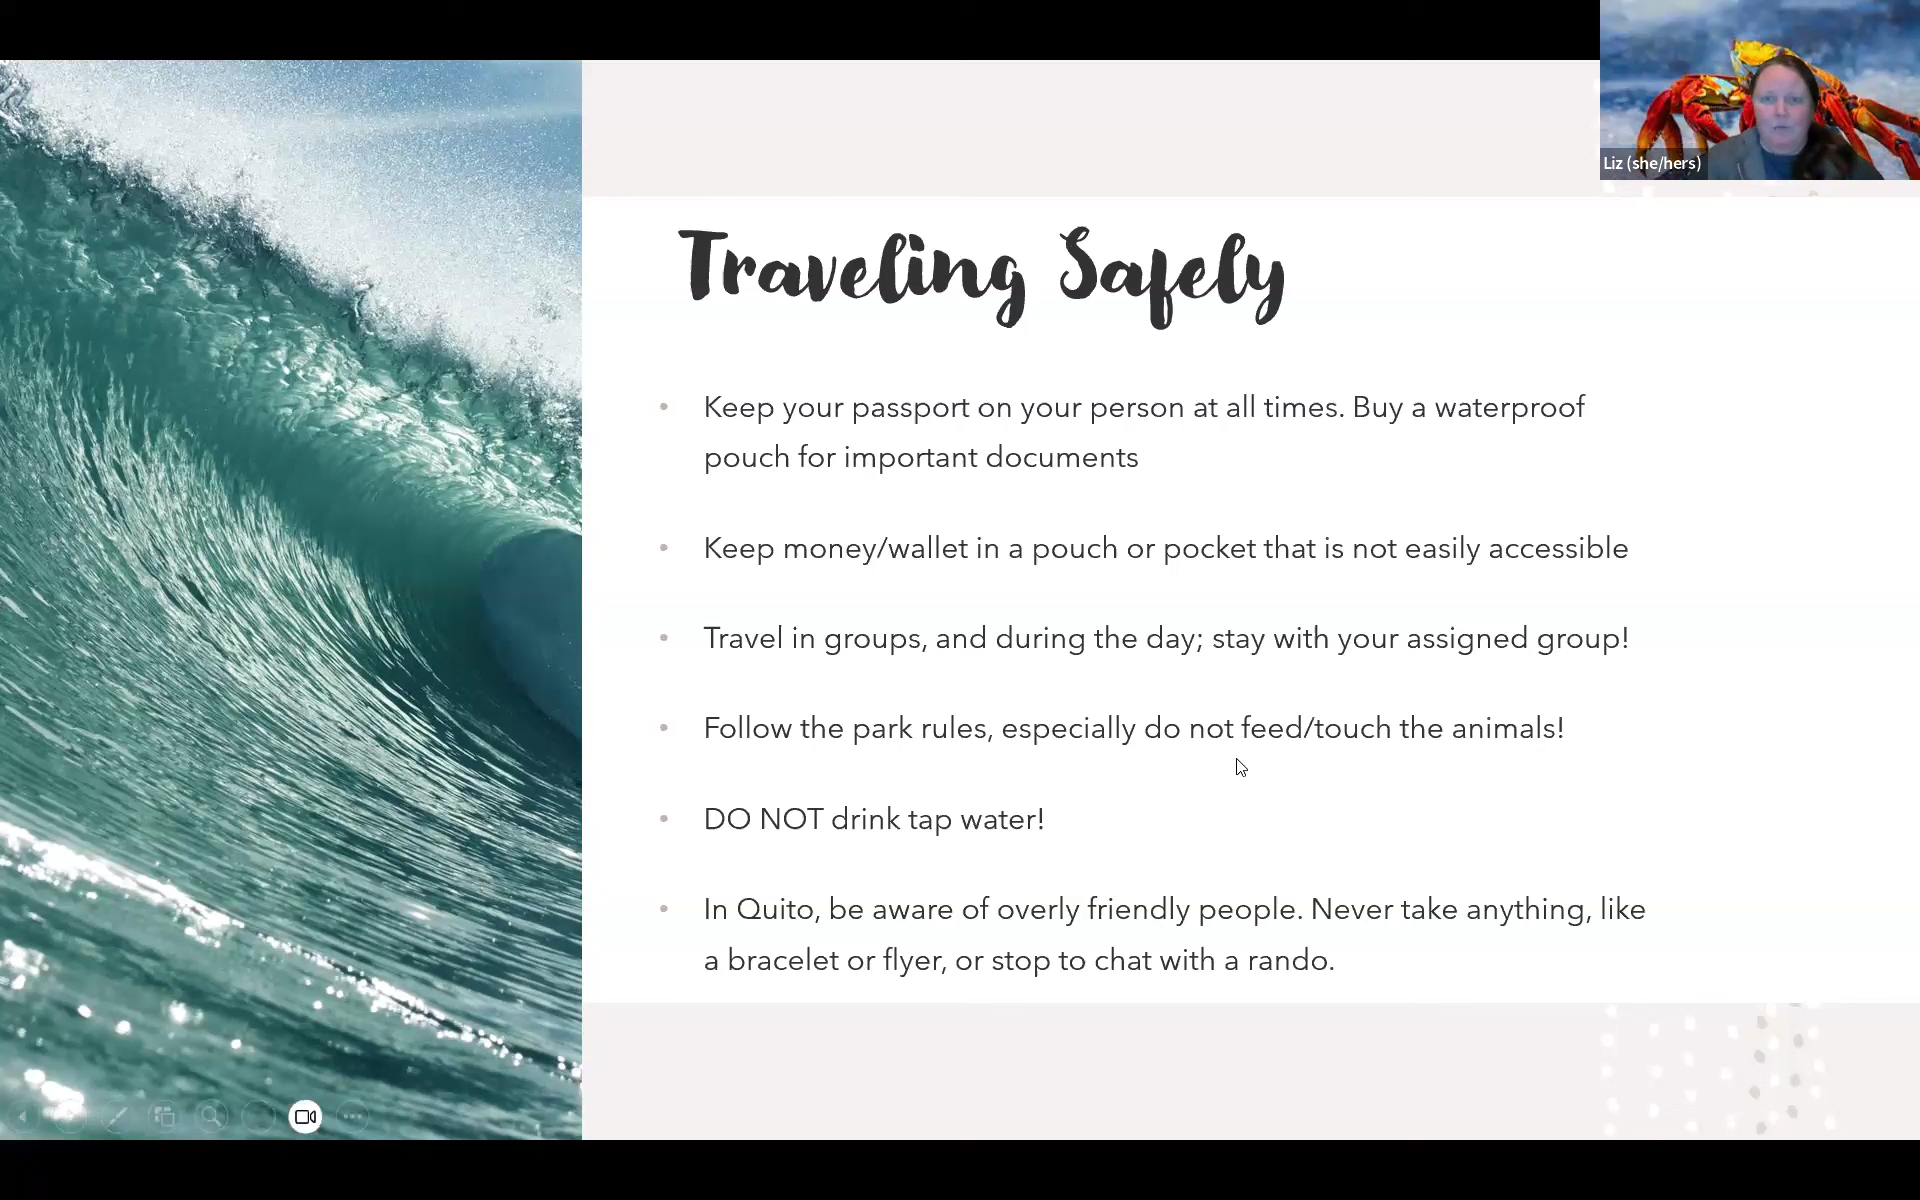 Liz (she/hers)
Traveling Safely
• Keep your passport on your person at all times. Buy a waterproof
pouch for important documents
• Keep money/wallet in a pouch or pocket that is not easily accessible
• Travel in groups, and during the day; stay with your assigned group!
• Follow the park rules, especially do not feed/touch the animals!
• DO NOT drink tap water!
• In Quito, be aware of overly friendly people. Never take anything, like
a bracelet or flyer, or stop to chat with a rando.